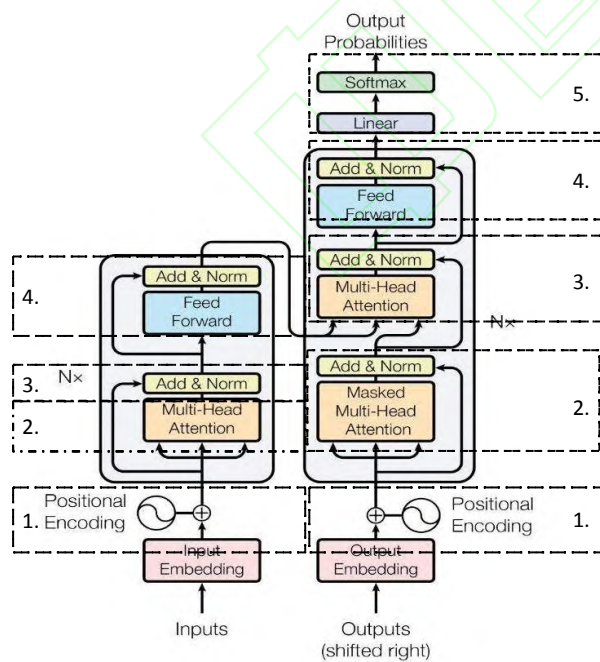 Output
Probabilities
Softmax
5.
Linear
Add & Norm
4.
Feed
Forward
Add & Norm
3.
Multi-Head
Attention
N×
Add & Norm
2.
Masked
Multi-Head
Attention
Positional
Encoding
1.
Output
Embedding
Outputs
(shifted right)
4.
Add & Norm
Feed
Forward
N×
3.
Add & Norm
2.
Multi-Head
Attention
1.
Positional
Encoding
Input
Embedding
Inputs